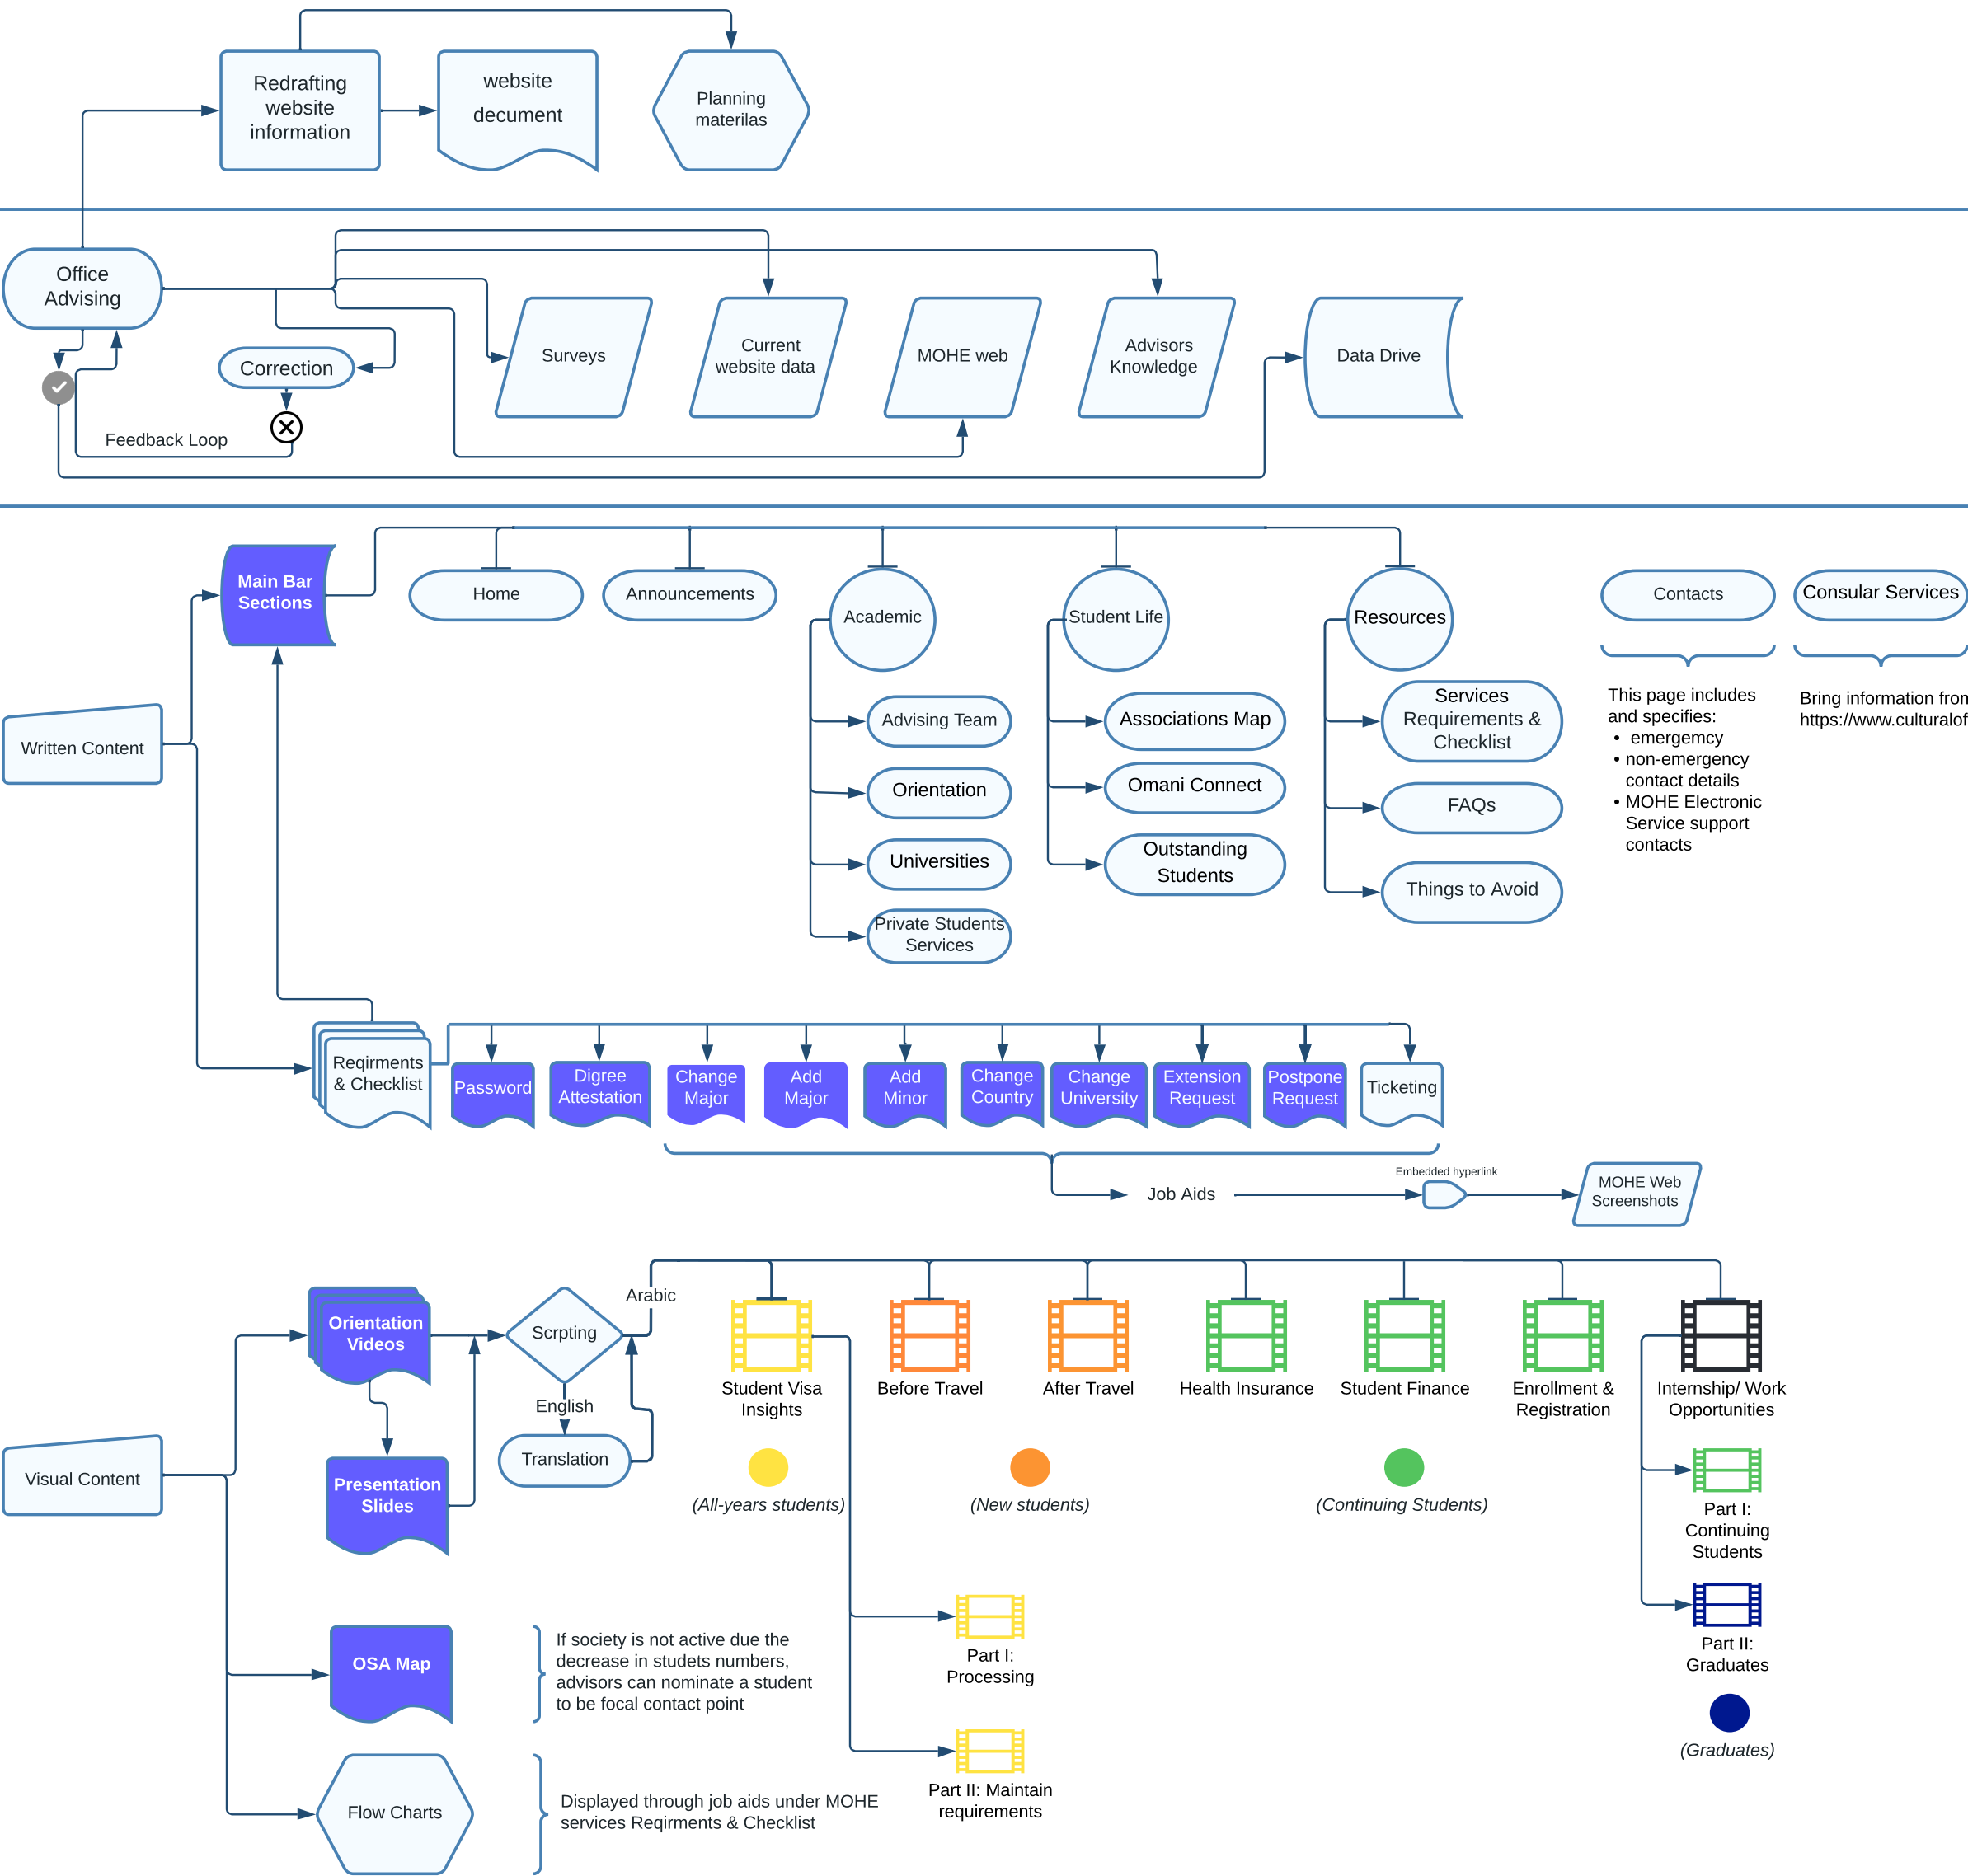 Redrafting
website
information
website
decument
Planning
materilas
Office
Advising
Correction
Feedback Loop
Surveys
Current
website data
MOHE web
Advisors
Knowledge
Data Drive
Main Bar
Sections
Home
Announcements
Academic
Student Life
Resources
Contacts
Consular Services
Written Content
Advising Team
Orientation
Universities
Private Students
Services
Associations Map
Omani Connect
Outstanding
Students
Services
Requirements &
Checklist
FAQs
Things to Avoid
This page includes
and specifies:
• emergemcy
• non-emergency
contact details
• MOHE Electronic
Service support
contacts
Bring information from
https://www.culturalof
Reqirments
& Checklist
Password
Digree
Attestation
Change
Major
Add
Major
Add
Minor
Change
Country
Change
University
Extension
Request
Postpone
Request
Ticketing
Job Aids
Embedded hyperlink
MOHE Web
Screenshots
Visual Content
Orientation
Videos
Presentation
Slides
Scrpting
Arabic
English
Translation
Student Visa
Insights
Before Travel
After Travel
Health Insurance
Student Finance
Enrollment &
Registration
Internship/ Work
Opportunities
(All-years students)
(New students)
(Continuing Students)
Part I:
Continuing
Students
Part II:
Graduates
(Graduates)
Part I:
Processing
Part II: Maintain
requirements
OSA Map
If society is not active due the
decrease in studets numbers,
advisors can nominate a student
to be focal contact point
Flow Charts
Displayed through job aids under MOHE
services Reqirments & Checklist